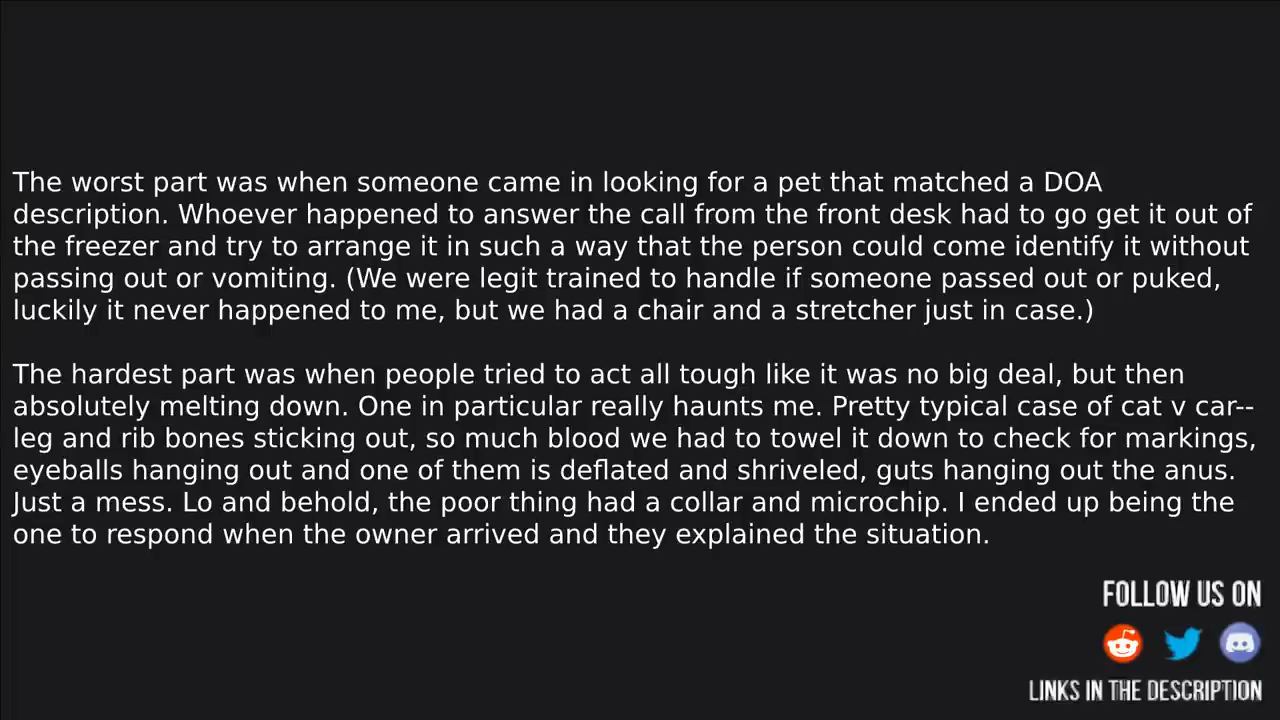 The worst part was when someone came in looking for a pet that matched a DOA
description. Whoever happened to answer the call from the front desk had to go get it out of
the freezer and try to arrange it in such a way that the person could come identify it without
passing out or vomiting. (We were legit trained to handle if someone passed out or puked,
luckily it never happened to me, but we had a chair and a stretcher just in case.)
The hardest part was when people tried to act all tough like it was no big deal, but then
absolutely melting down. One in particular really haunts me. Pretty typical case of cat v car--
leg and rib bones sticking out, so much blood we had to towel it down to check for markings,
eyeballs hanging out and one of them is deflated and shriveled, guts hanging out the anus.
Just a mess. Lo and behold, the poor thing had a collar and microchip. I ended up being the
one to respond when the owner arrived and they explained the situation.
FOLLOW US ON
LINKS IN THE DESCRIPTION